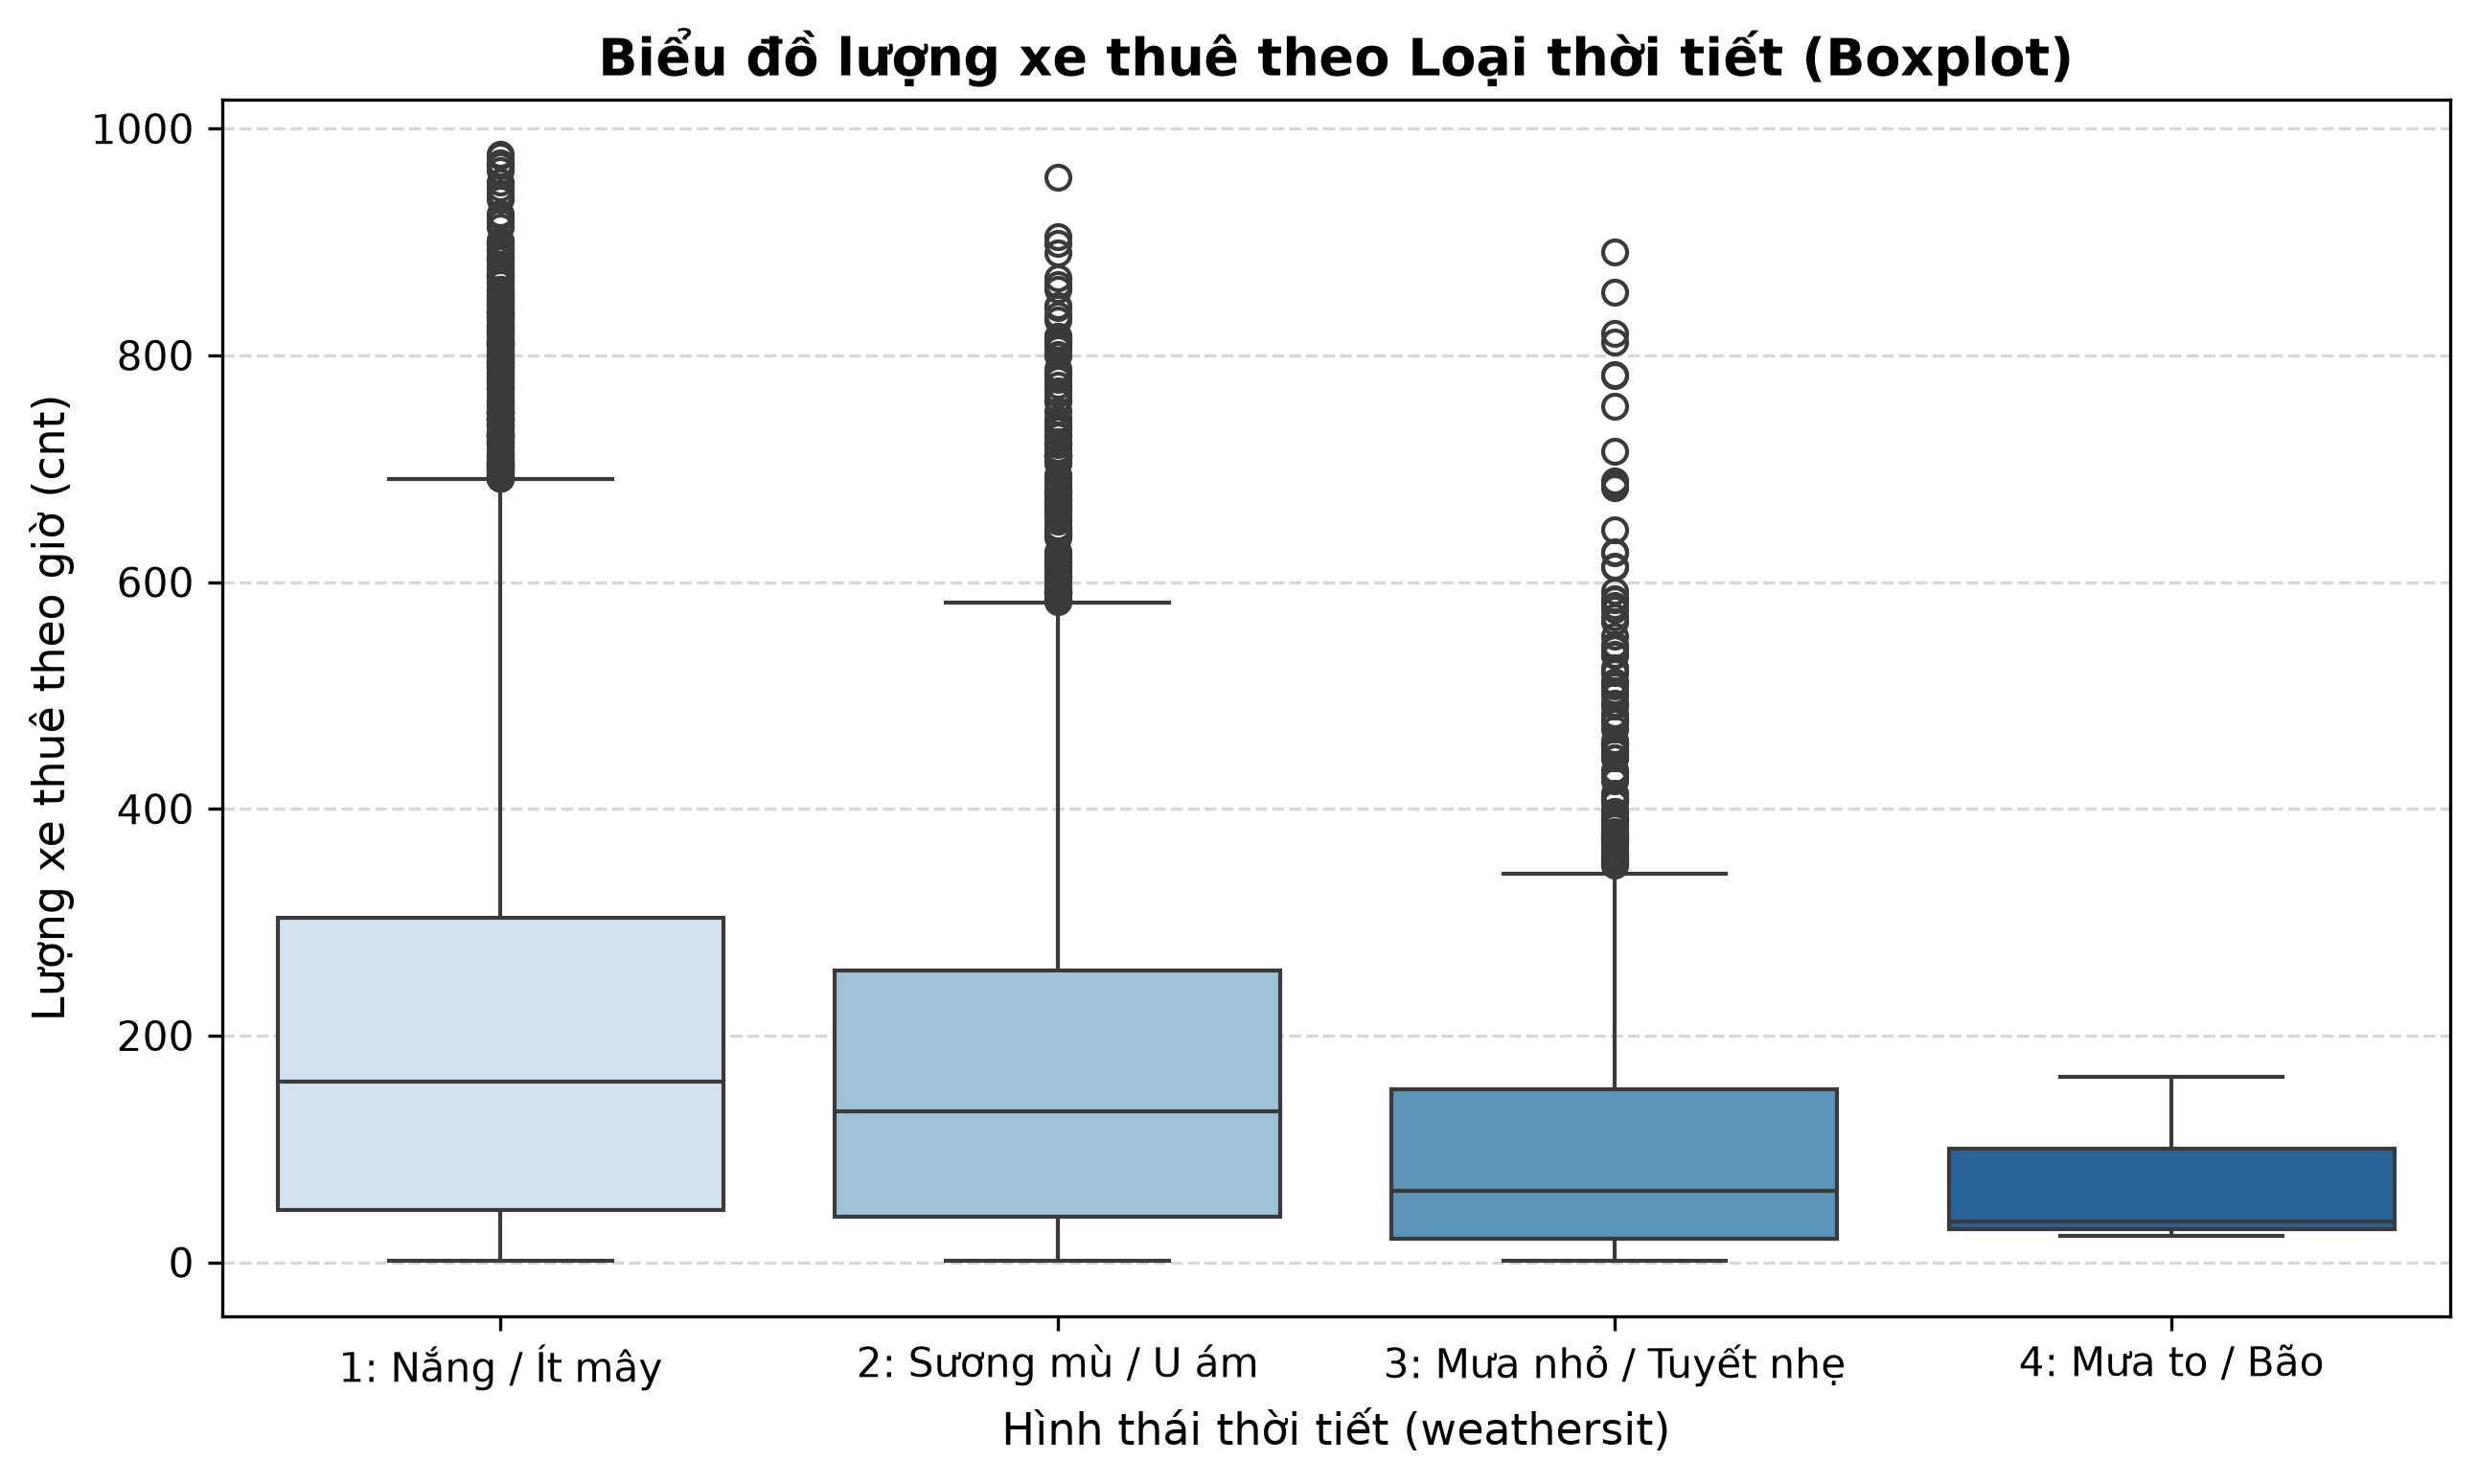 Biểu đồ lượng xe thuê theo Loại thời tiết (Boxplot)
Lượng xe thuê theo giờ (cnt)
1000
800
600
400
200
0
1: Nắng / Ít mây
2: Sương mù / U ám
3: Mưa nhỏ / Tuyết nhẹ
4: Mưa to / Bão
Hình thái thời tiết (weathersit)